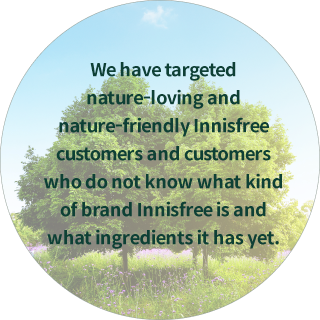 We have targeted
nature-loving and
nature-friendly Innisfree
customers and customers
who do not know what kind
of brand Innisfree is and
what ingredients it has yet.